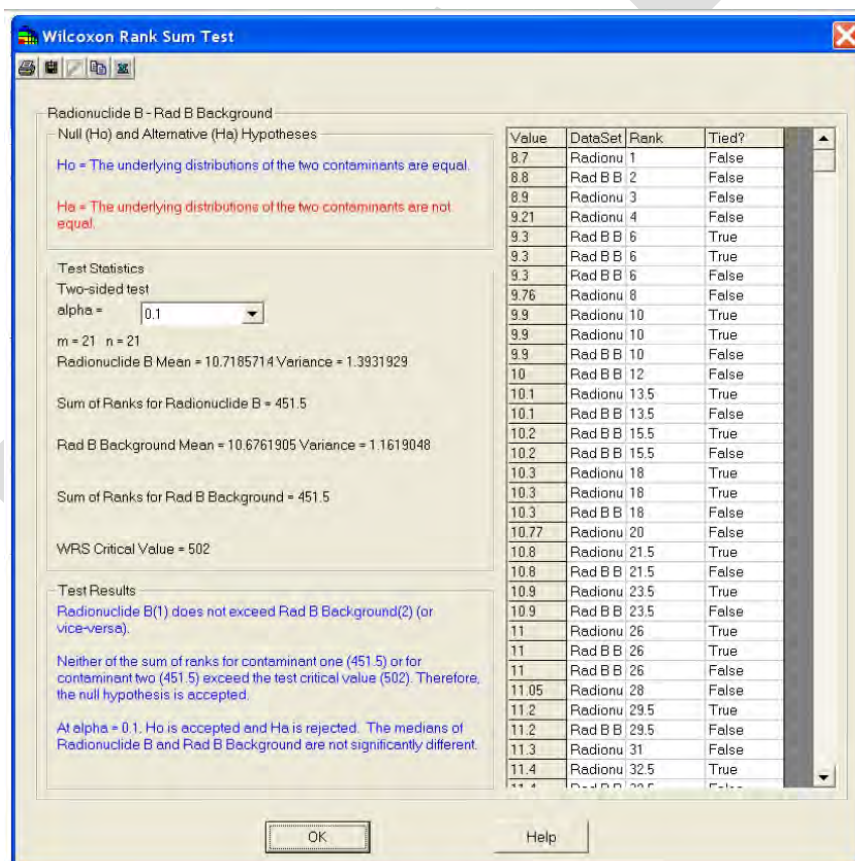 Wilcoxon Rank Sum Test
Radionuclide B - Rad B Background
Null (Ho) and Alternative (Ha) Hypotheses
Ho = The underlying distributions of the two contaminants are equal.
Ha = The underlying distributions of the two contaminants are not
equal.
Test Statistics
Two-sided test
alpha = 0.1
m = 21 n = 21
Radionuclide B Mean = 10.7185714 Variance = 1.3931929
Sum of Ranks for Radionuclide B = 451.5
Rad B Background Mean = 10.6761905 Variance = 1.1619048
Sum of Ranks for Rad B Background = 451.5
WRS Critical Value = 502
Test Results
Radionuclide B(1) does not exceed Rad B Background(2) (or
vice-versa).
Neither of the sum of ranks for contaminant one (451.5) or for
contaminant two (451.5) exceed the test critical value (502). Therefore,
the null hypothesis is accepted.
At alpha = 0.1, Ho is accepted and Ha is rejected. The medians of
Radionuclide B and Rad B Background are not significantly different.
Value DataSet Rank Tied?
8.7 Radionu 1 False
8.8 Rad B B 2 False
8.9 Radionu 3 False
9.21 Radionu 4 False
9.3 Rad B B 6 True
9.3 Rad B B 6 True
9.3 Rad B B 6 False
9.76 Radionu 8 False
9.9 Radionu 10 True
9.9 Radionu 10 True
9.9 Rad B B 10 False
10 Rad B B 12 False
10.1 Radionu 13.5 True
10.1 Rad B B 13.5 False
10.2 Rad B B 15.5 True
10.2 Rad B B 15.5 False
10.3 Radionu 18 True
10.3 Radionu 18 True
10.3 Rad B B 18 False
10.77 Radionu 20 False
10.8 Radionu 21.5 True
10.8 Rad B B 21.5 False
10.9 Radionu 23.5 True
10.9 Rad B B 23.5 False
11 Radionu 26 True
11 Rad B B 26 True
11 Rad B B 26 False
11.05 Radionu 28 False
11.2 Radionu 29.5 True
11.2 Rad B B 29.5 False
11.3 Radionu 31 False
11.4 Radionu 32.5 True
OK
Help